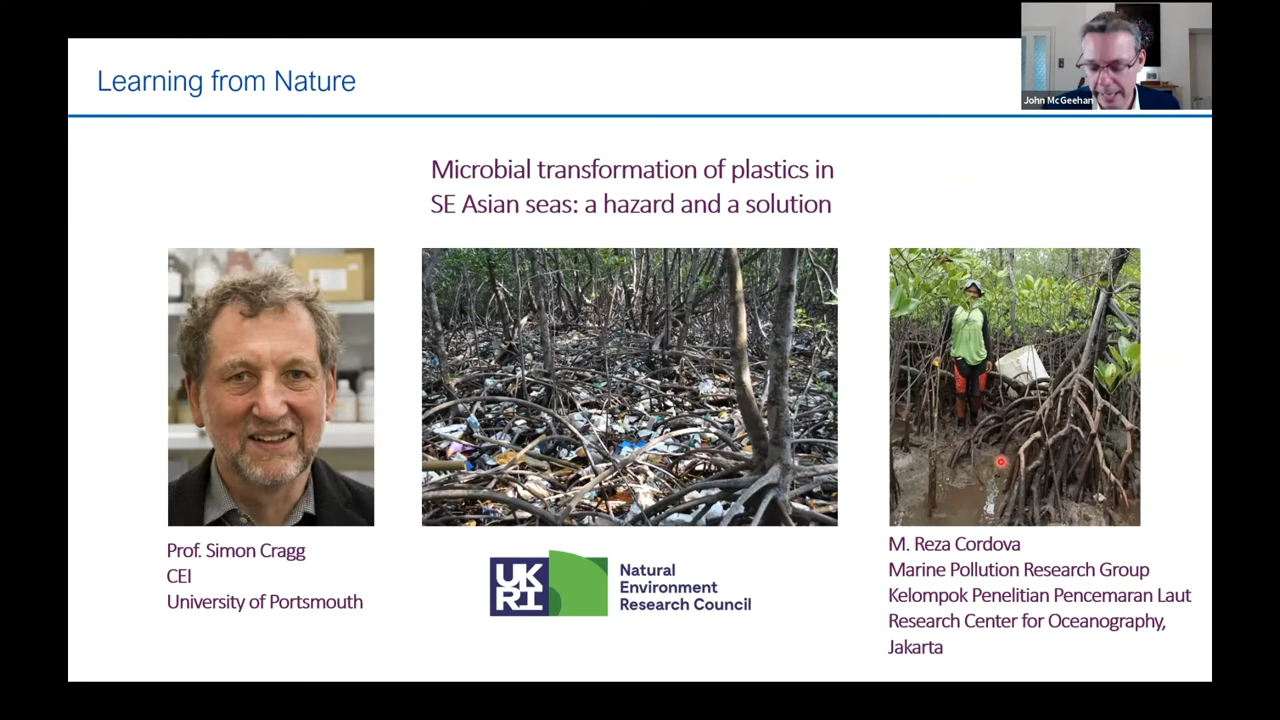 Learning from Nature
John McGeehan
Microbial transformation of plastics in
SE Asian seas: a hazard and a solution
Prof. Simon Cragg
CEI
University of Portsmouth
UK
RI
Natural
Environment
Research Council
M. Reza Cordova
Marine Pollution Research Group
Kelompok Penelitian Pencemaran Laut
Research Center for Oceanography,
Jakarta